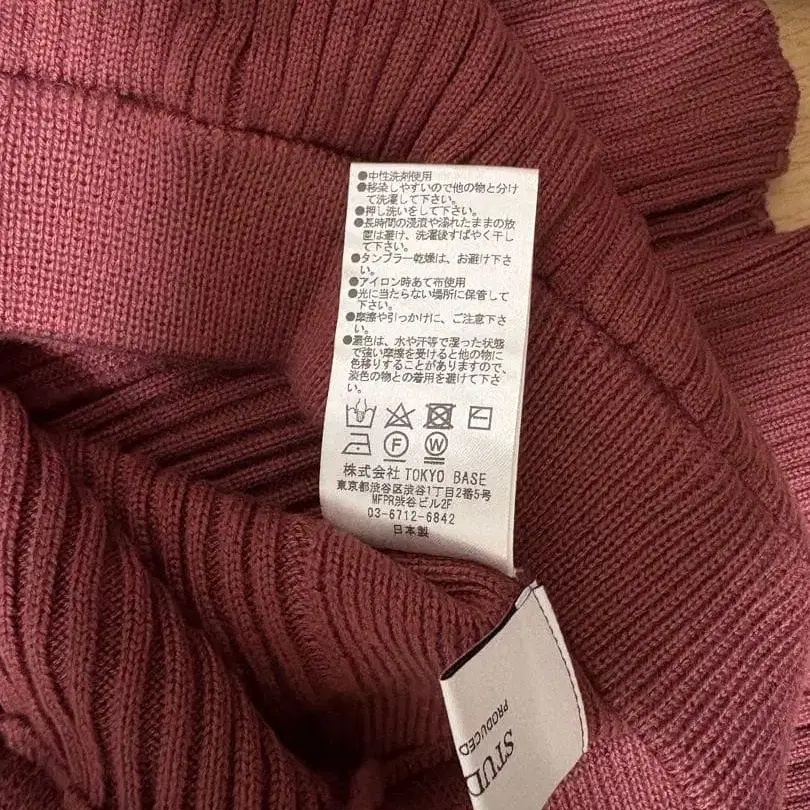 ●中性洗剤使用
●移染しやすいので他の物と分け
て洗濯して下さい。
●押し洗いをして下さい。
●長時間の浸漬や濡れたままの放
置は避け、洗濯後すばやく干し
て下さい。
●タンブラー乾燥は、お避け下さ
い。
●アイロン時あて布使用
●光に当たらない場所に保管して
下さい。
●摩擦や引っかけに、ご注意下さ
い。
●濃色は、水や汗等で湿った状態
で強い摩擦を受けると他の物に
色移りすることがありますので、
淡色の物との着用を避けて下さ
い。
F W
株式会社 TOKYO BASE
東京都渋谷区渋谷1丁目2番5号
MFPR渋谷ビル2F
03-6712-6842
日本製
STUD
PRODUCED